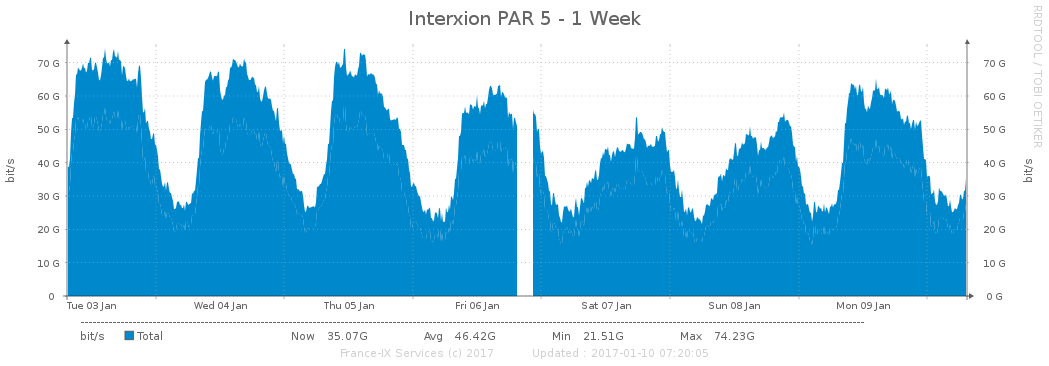 Interxion PAR 5 - 1 Week
RRDTOOL / TOBI OETIKER
bit/s
70 G 70 G
60 G 60 G
50 G 50 G
40 G 40 G
30 G 30 G
20 G 20 G
10 G 10 G
0 0 G
bit/s
Tue 03 Jan Wed 04 Jan Thu 05 Jan Fri 06 Jan Sat 07 Jan Sun 08 Jan Mon 09 Jan
bit/s Total Now 35.07G Avg 46.42G Min 21.51G Max 74.23G
France-IX Services (c) 2017 Updated : 2017-01-10 07:20:05